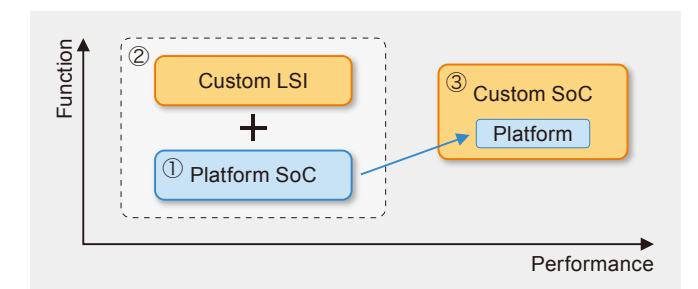 Function
②
Custom LSI
+
① Platform SoC
③
Custom SoC
Platform
Performance